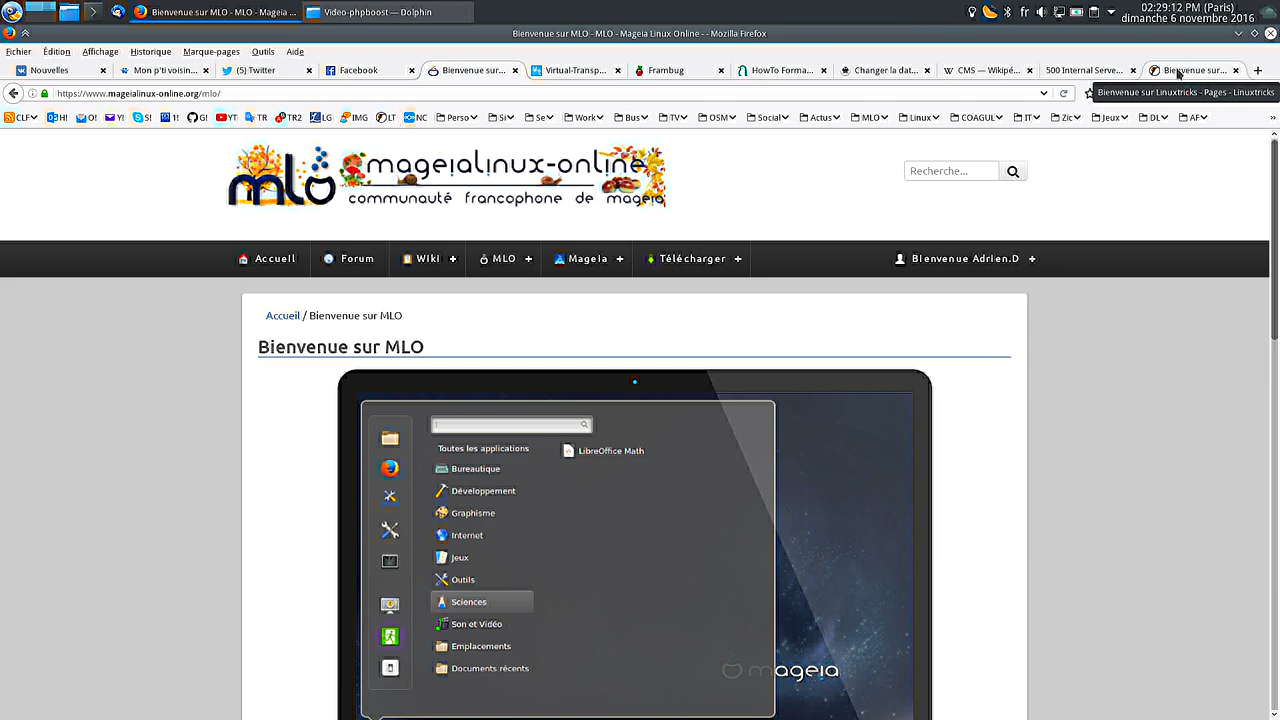 Bienvenue sur MLO - MLO - Mageia ...
Video-phpboost — Dolphin
fr
02:29:12 PM (Paris)
dimanche 6 novembre 2016
Bienvenue sur MLO - MLO - Mageia Linux Online - - Mozilla Firefox
Fichier Édition Affichage Historique Marque-pages Outils Aide
Nouvelles
Mon p'ti voisin...
(5) Twitter
Facebook
Bienvenue sur...
Virtual-Transp...
Frambug
HowTo Forma...
Changer la dat...
CMS — Wikipé...
500 Internal Serve...
Bienvenue sur...
https://www.mageialinux-online.org/mlo/
Bienvenue sur Linuxtricks - Pages - Linuxtricks
CLF H! O! Y! S! 1! G! YT TR TR2 LG IMG LT NC Perso Si Se Work Bus TV OSM Social Actus MLO Linux COAGUL IT Zic Jeux DL AF »
mlo mageialinux-online
communauté francophone de mageia
Recherche...
Accueil Forum Wiki + MLO + Mageia + Télécharger + Bienvenue Adrien.D +
Accueil / Bienvenue sur MLO
Bienvenue sur MLO
Toutes les applications
LibreOffice Math
Bureautique
Développement
Graphisme
Internet
Jeux
Outils
Sciences
Son et Vidéo
Emplacements
Documents récents
mageia